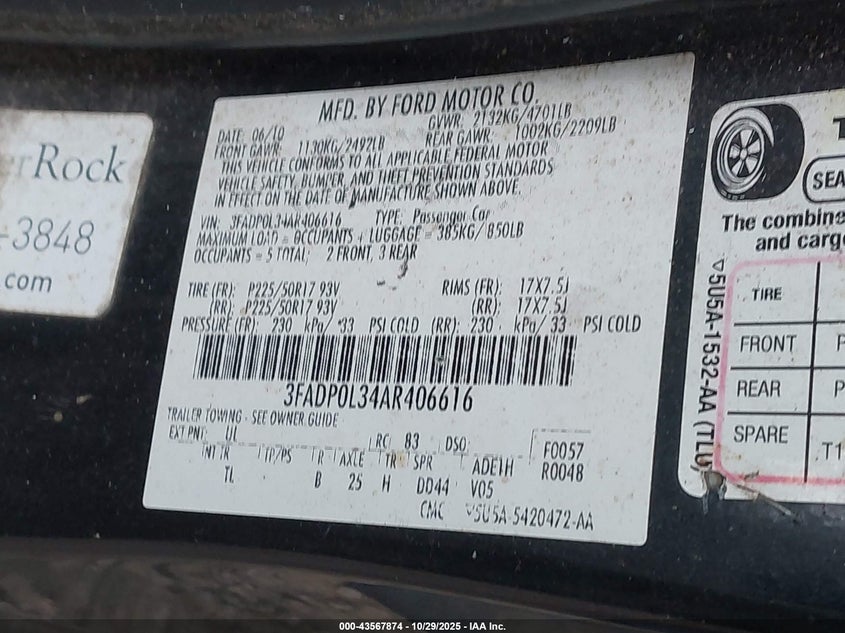 MFD. BY FORD MOTOR CO.
DATE: 06/10 GVWR: 2132KG/4701LB
FRONT GAWR: 1130KG/2492LB REAR GAWR: 1002KG/2209LB
THIS VEHICLE CONFORMS TO ALL APPLICABLE FEDERAL MOTOR
VEHICLE SAFETY, BUMPER, AND THEFT PREVENTION STANDARDS
IN EFFECT ON THE DATE OF MANUFACTURE SHOWN ABOVE.
VIN: 3FADP0L34AR406616 TYPE: Passenger Car
MAXIMUM LOAD = OCCUPANTS + LUGGAGE = 385KG/ 850LB
OCCUPANTS = 5 TOTAL: 2 FRONT, 3 REAR
TIRE (FR): P225/50R17 93V RIMS (FR): 17X7.5J
(RR): P225/50R17 93V (RR): 17X7.5J
PRESSURE (FR): 230 kPa/ 33 PSI COLD (RR): 230 kPa/ 33 PSI COLD
3FADP0L34AR406616
TRAILER TOWING - SEE OWNER GUIDE
EXT PNT: UL RC: 83 DSO: F0057
INT TR TP/PS R AXLE TR SPR ADE1H R0048
TL B 25 H DD44 V05
CMC V5U5A-5420472-AA
rRock
-3848
.com
SEA
The combine
and cargo
TIRE
FRONT P
REAR P
SPARE T1
V5U5A-1532-AA (TLU)
000-43567874 | 10/29/2025 - IAA Inc.